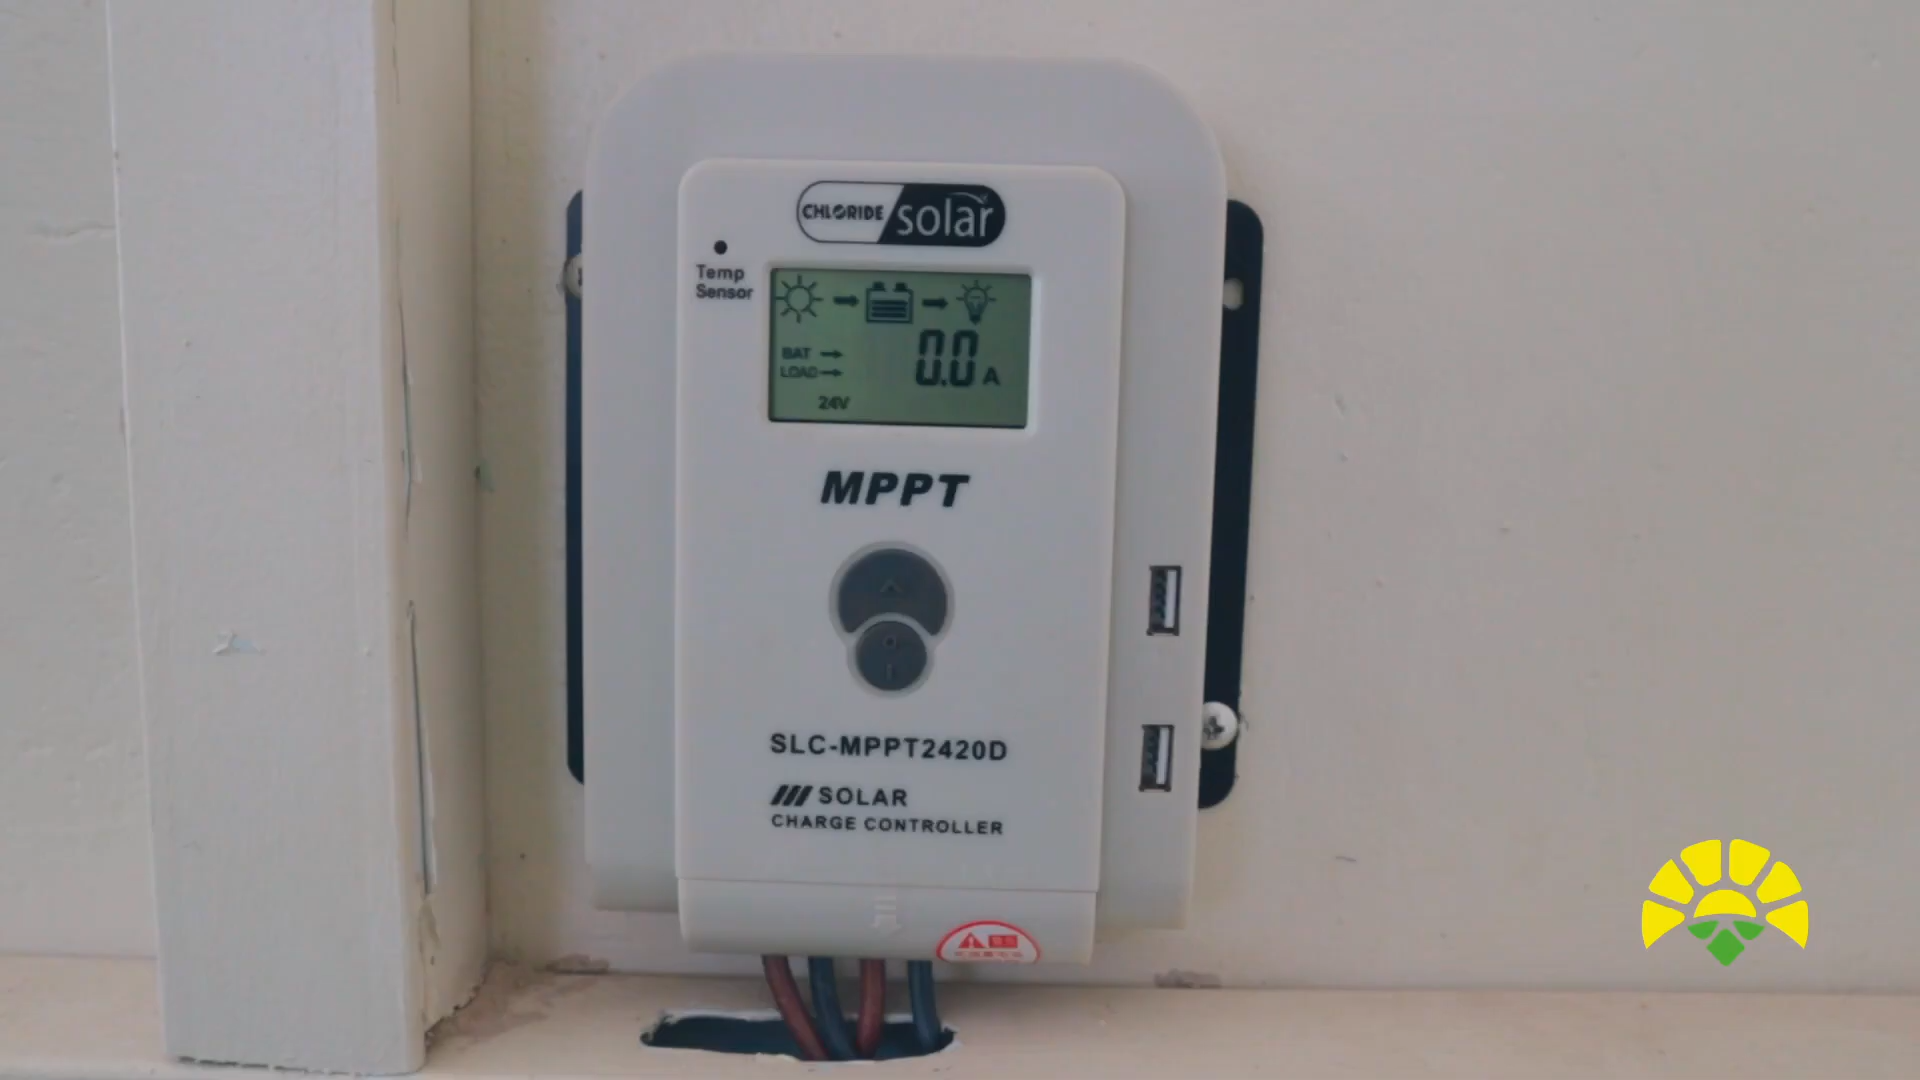 CHLORIDE solar
Temp
Sensor
BAT
LOAD
0.0 A
24V
MPPT
SLC-MPPT2420D
SOLAR
CHARGE CONTROLLER